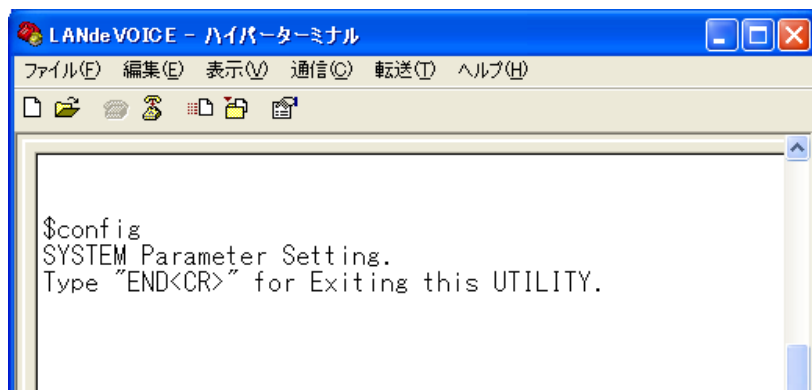 LANdeVOICE - ハイパーターミナル
ファイル(F) 編集(E) 表示(V) 通信(C) 転送(T) ヘルプ(H)
$config
SYSTEM Parameter Setting.
Type "END<CR>" for Exiting this UTILITY.